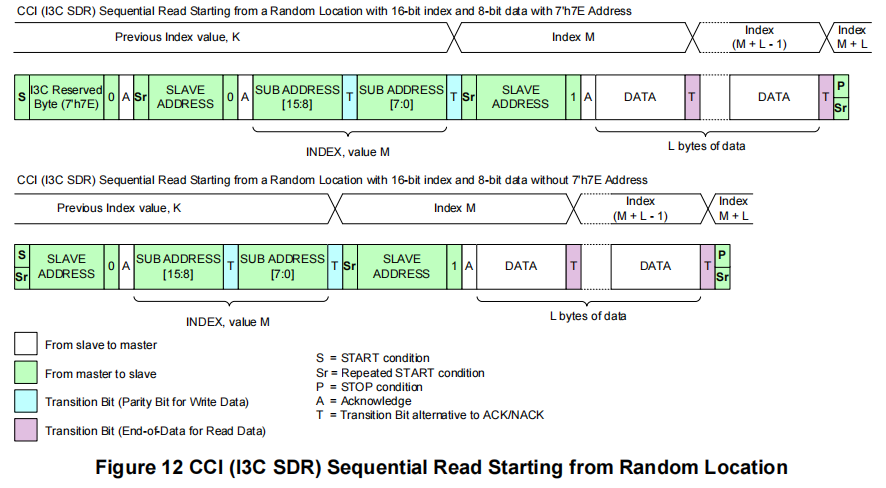 CCI (I3C SDR) Sequential Read Starting from a Random Location with 16-bit index and 8-bit data with 7'h7E Address
Previous Index value, K
Index M
Index
(M + L - 1)
Index
M + L
S
I3C Reserved
Byte (7'h7E)
0
A
Sr
SLAVE
ADDRESS
0
A
SUB ADDRESS
[15:8]
T
SUB ADDRESS
[7:0]
T
Sr
SLAVE
ADDRESS
1
A
DATA
T
DATA
T
P
Sr
INDEX, value M
L bytes of data
CCI (I3C SDR) Sequential Read Starting from a Random Location with 16-bit index and 8-bit data without 7'h7E Address
Previous Index value, K
Index M
Index
(M + L - 1)
Index
M + L
S
Sr
SLAVE
ADDRESS
0
A
SUB ADDRESS
[15:8]
T
SUB ADDRESS
[7:0]
T
Sr
SLAVE
ADDRESS
1
A
DATA
T
DATA
T
P
Sr
INDEX, value M
L bytes of data
From slave to master
From master to slave
Transition Bit (Parity Bit for Write Data)
Transition Bit (End-of-Data for Read Data)
S = START condition
Sr = Repeated START condition
P = STOP condition
A = Acknowledge
T = Transition Bit alternative to ACK/NACK
Figure 12 CCI (I3C SDR) Sequential Read Starting from Random Location